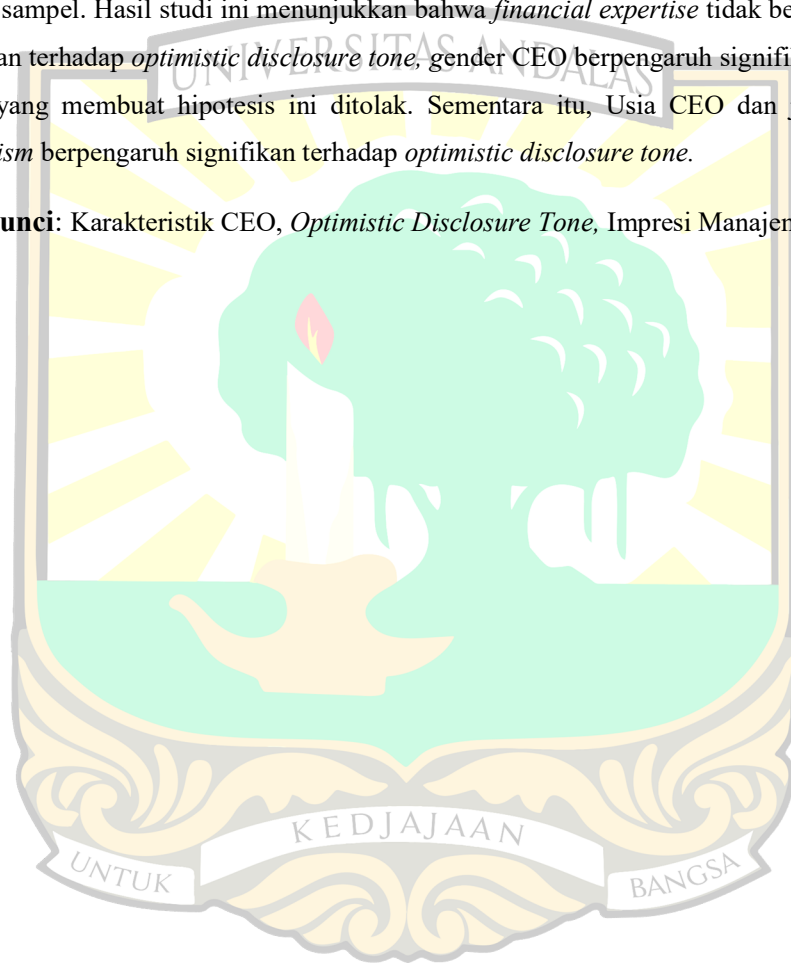 sampel. Hasil studi ini menunjukkan bahwa financial expertise tidak be
an terhadap optimistic disclosure tone, gender CEO berpengaruh signifi
yang membuat hipotesis ini ditolak. Sementara itu, Usia CEO dan
ism berpengaruh signifikan terhadap optimistic disclosure tone.
unci: Karakteristik CEO, Optimistic Disclosure Tone, Impresi Manajen
UNIVERSITAS ANDALAS
KEDJAJAAN
UNTUK
BANGSA